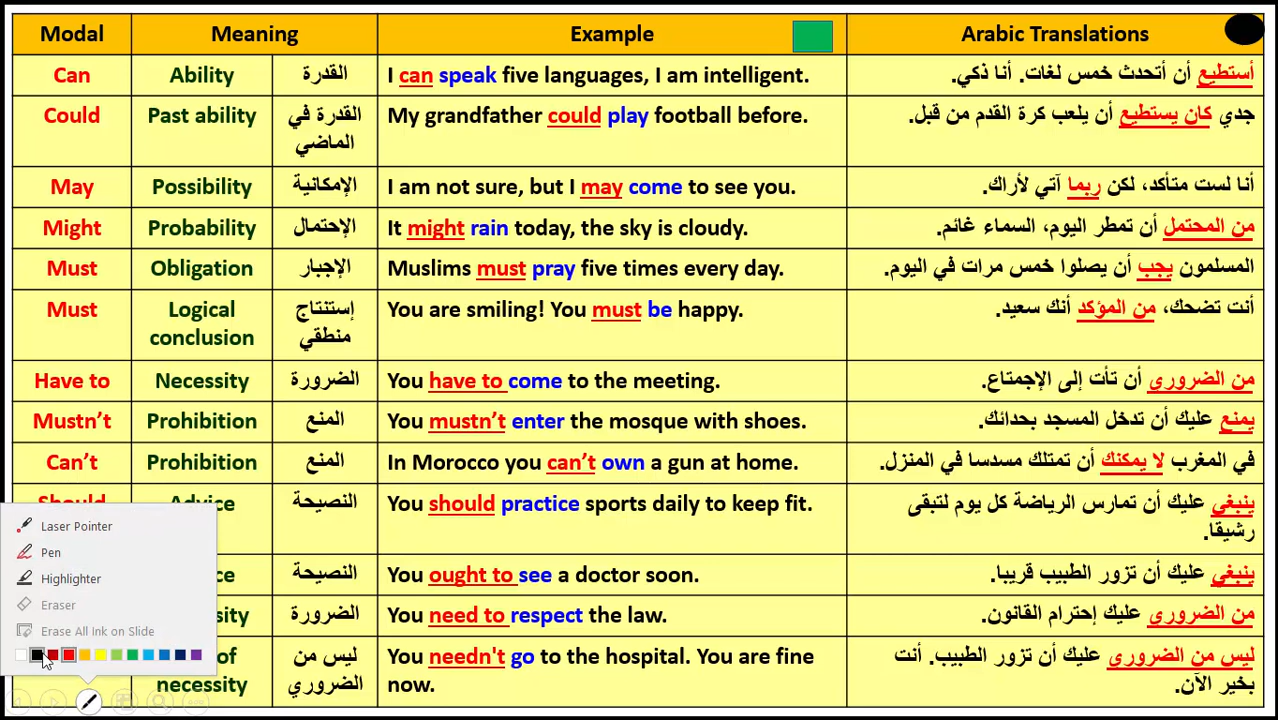 Modal Meaning Example Arabic Translations
Can Ability القدرة I can speak five languages, I am intelligent. أستطيع أن أتحدث خمس لغات. أنا ذكي.
Could Past ability القدرة في الماضي My grandfather could play football before. جدي كان يستطيع أن يلعب كرة القدم من قبل.
May Possibility الإمكانية I am not sure, but I may come to see you. أنا لست متأكد، لكن ربما آتي لأراك.
Might Probability الإحتمال It might rain today, the sky is cloudy. من المحتمل أن تمطر اليوم، السماء غائم.
Must Obligation الإجبار Muslims must pray five times every day. المسلمون يجب أن يصلوا خمس مرات في اليوم.
Must Logical conclusion إستنتاج منطقي You are smiling! You must be happy. أنت تضحك، من المؤكد أنك سعيد.
Have to Necessity الضرورة You have to come to the meeting. من الضروري أن تأت إلى الإجمتاع.
Mustn't Prohibition المنع You mustn't enter the mosque with shoes. يمنع عليك أن تدخل المسجد بحدائك.
Can't Prohibition المنع In Morocco you can't own a gun at home. في المغرب لا يمكنك أن تمتلك مسدسا في المنزل.
Should Advice النصيحة You should practice sports daily to keep fit. ينبغي عليك أن تمارس الرياضة كل يوم لتبقى رشيقا.
النصيحة You ought to see a doctor soon. ينبغي عليك أن تزور الطبيب قريبا.
الضرورة You need to respect the law. من الضروري عليك إحترام القانون.
of necessity ليس من الضروري You needn't go to the hospital. You are fine now. ليس من الضروري عليك أن تزور الطبيب. أنت بخير الآن.
Laser Pointer
Pen
Highlighter
Eraser
Erase All Ink on Slide